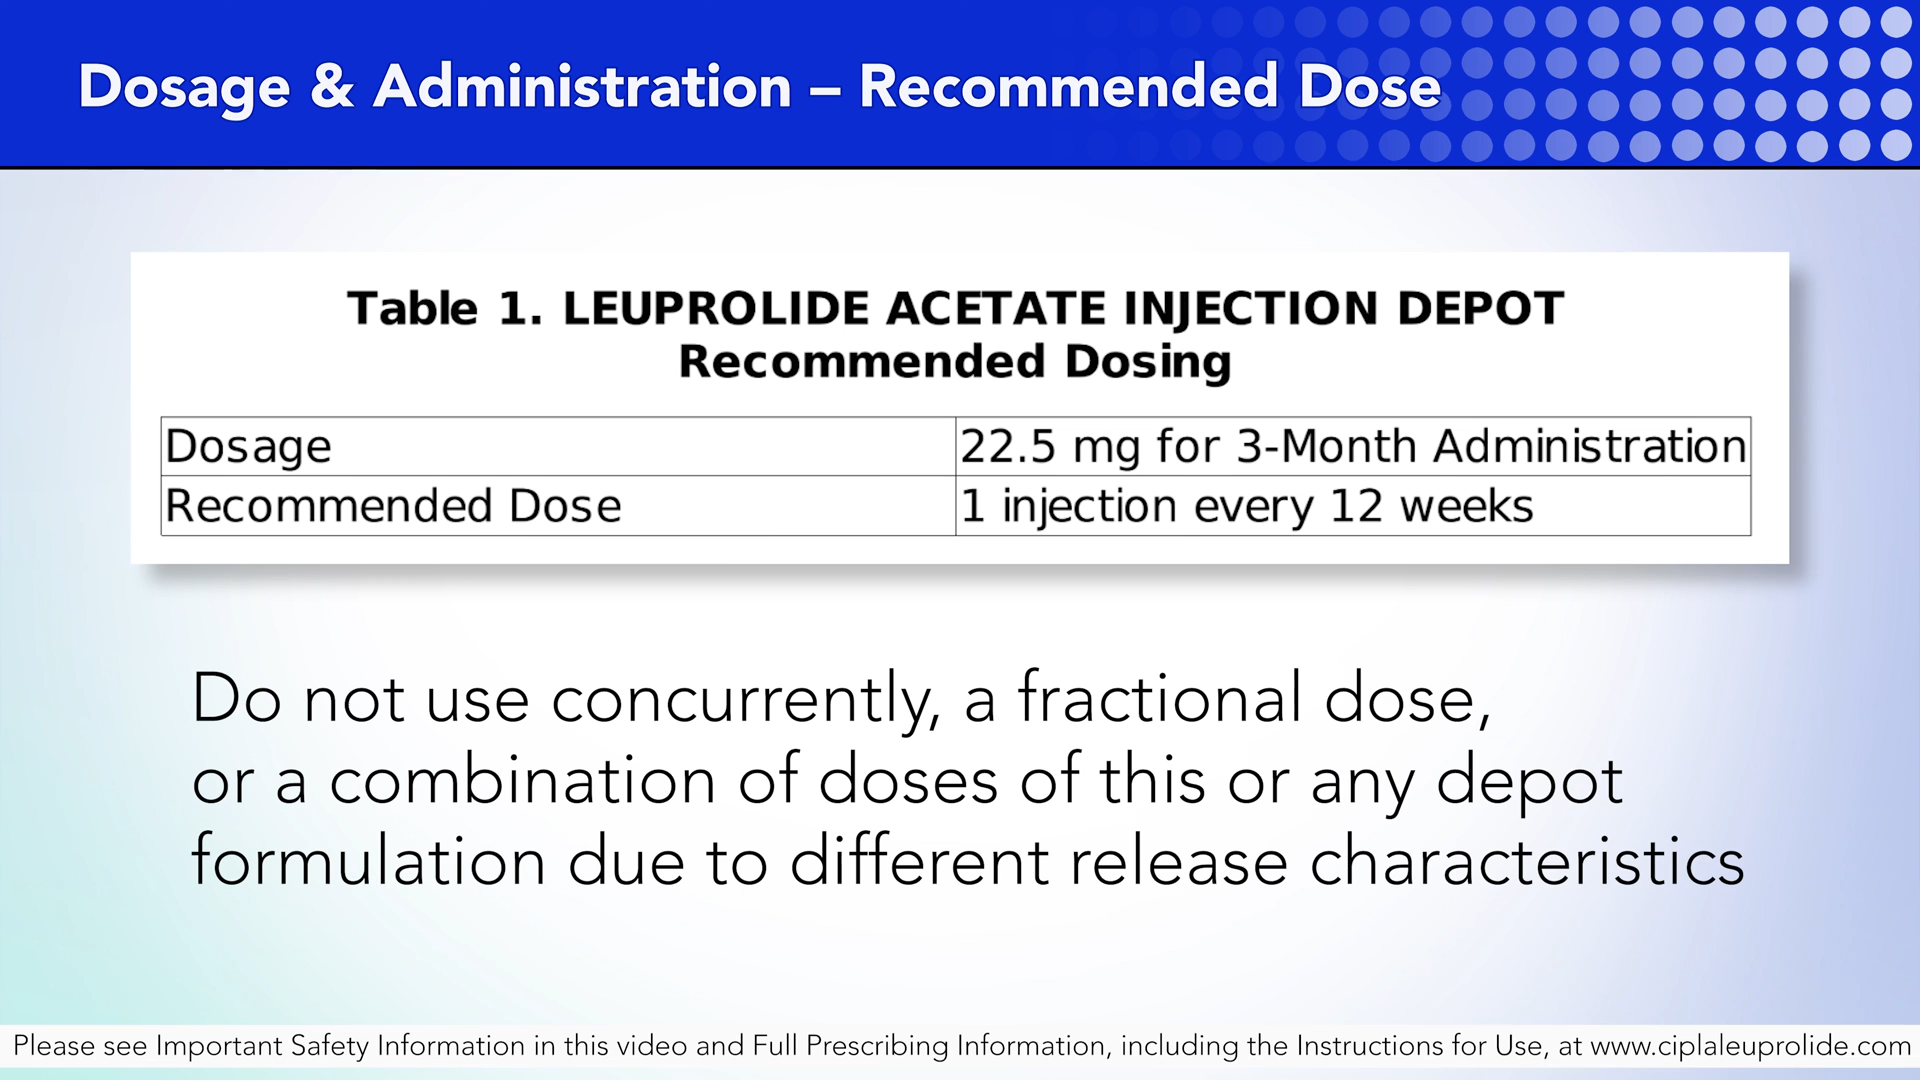 Dosage & Administration – Recommended Dose
Table 1. LEUPROLIDE ACETATE INJECTION DEPOT
Recommended Dosing
Dosage 22.5 mg for 3-Month Administration
Recommended Dose 1 injection every 12 weeks
Do not use concurrently, a fractional dose,
or a combination of doses of this or any depot
formulation due to different release characteristics
Please see Important Safety Information in this video and Full Prescribing Information, including the Instructions for Use, at www.ciplaleuprolide.com